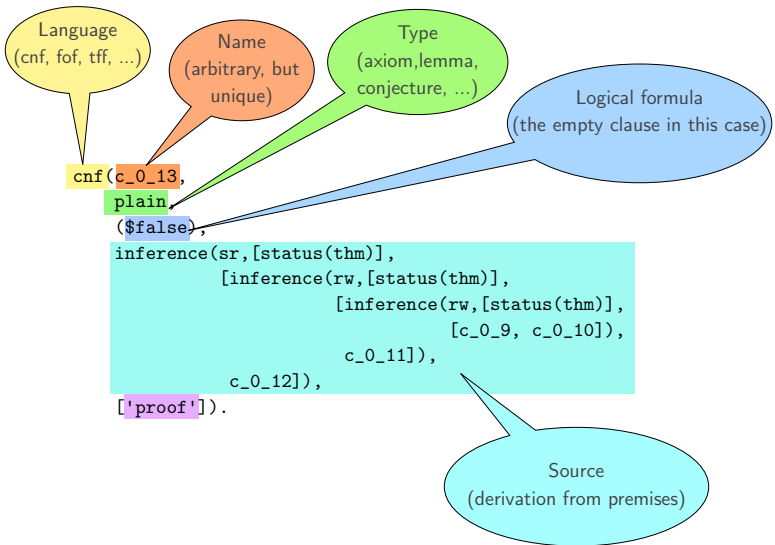 Language
(cnf, fof, tff, ...)
Name
(arbitrary, but
unique)
Type
(axiom,lemma,
conjecture, ...)
Logical formula
(the empty clause in this case)
cnf(c_0_13,
plain,
($false),
inference(sr,[status(thm)],
[inference(rw,[status(thm)],
[inference(rw,[status(thm)],
[c_0_9, c_0_10]),
c_0_11]),
c_0_12]),
['proof']).
Source
(derivation from premises)